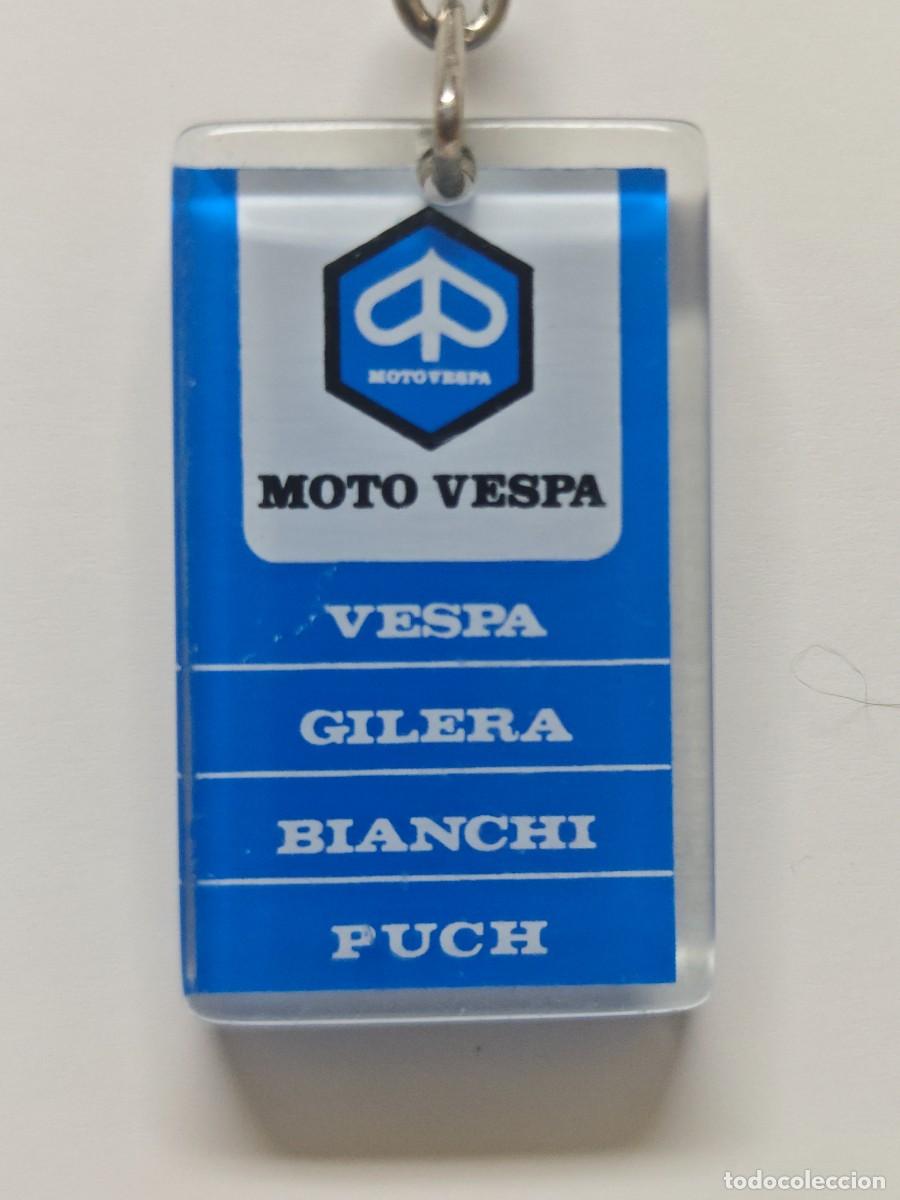 MOTOVESPA
MOTO VESPA
VESPA
GILERA
BIANCHI
PUCH
todocoleccion